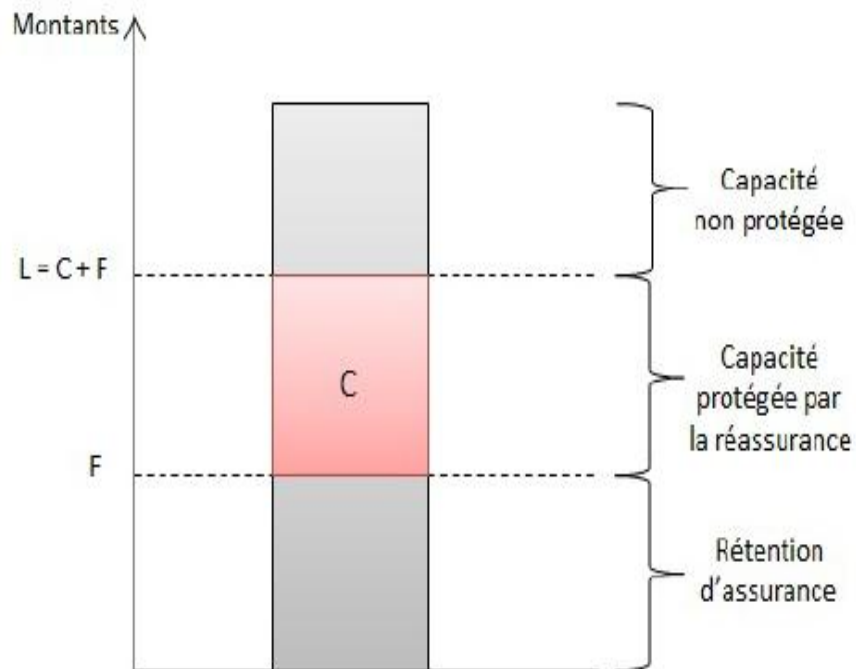 Montants
Capacité
non protégée
L = C + F
C
Capacité
protégée par
la réassurance
F
Rétention
d'assurance